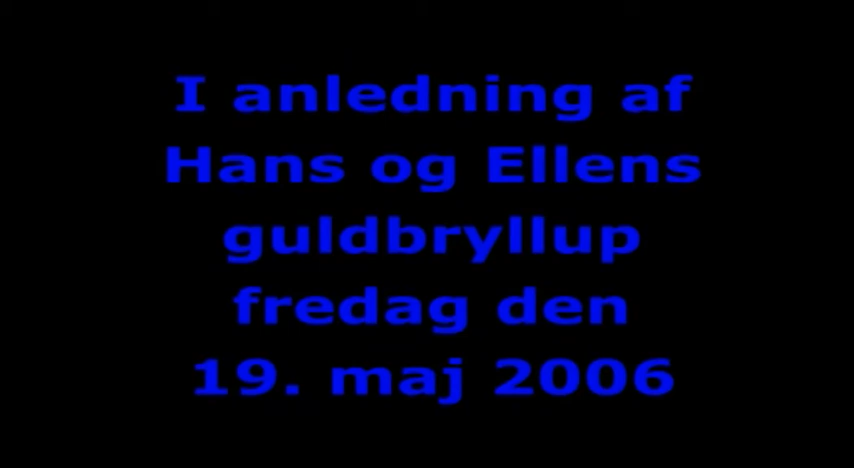 I anledning af
Hans og Ellens
guldbryllup
fredag den
19. maj 2006